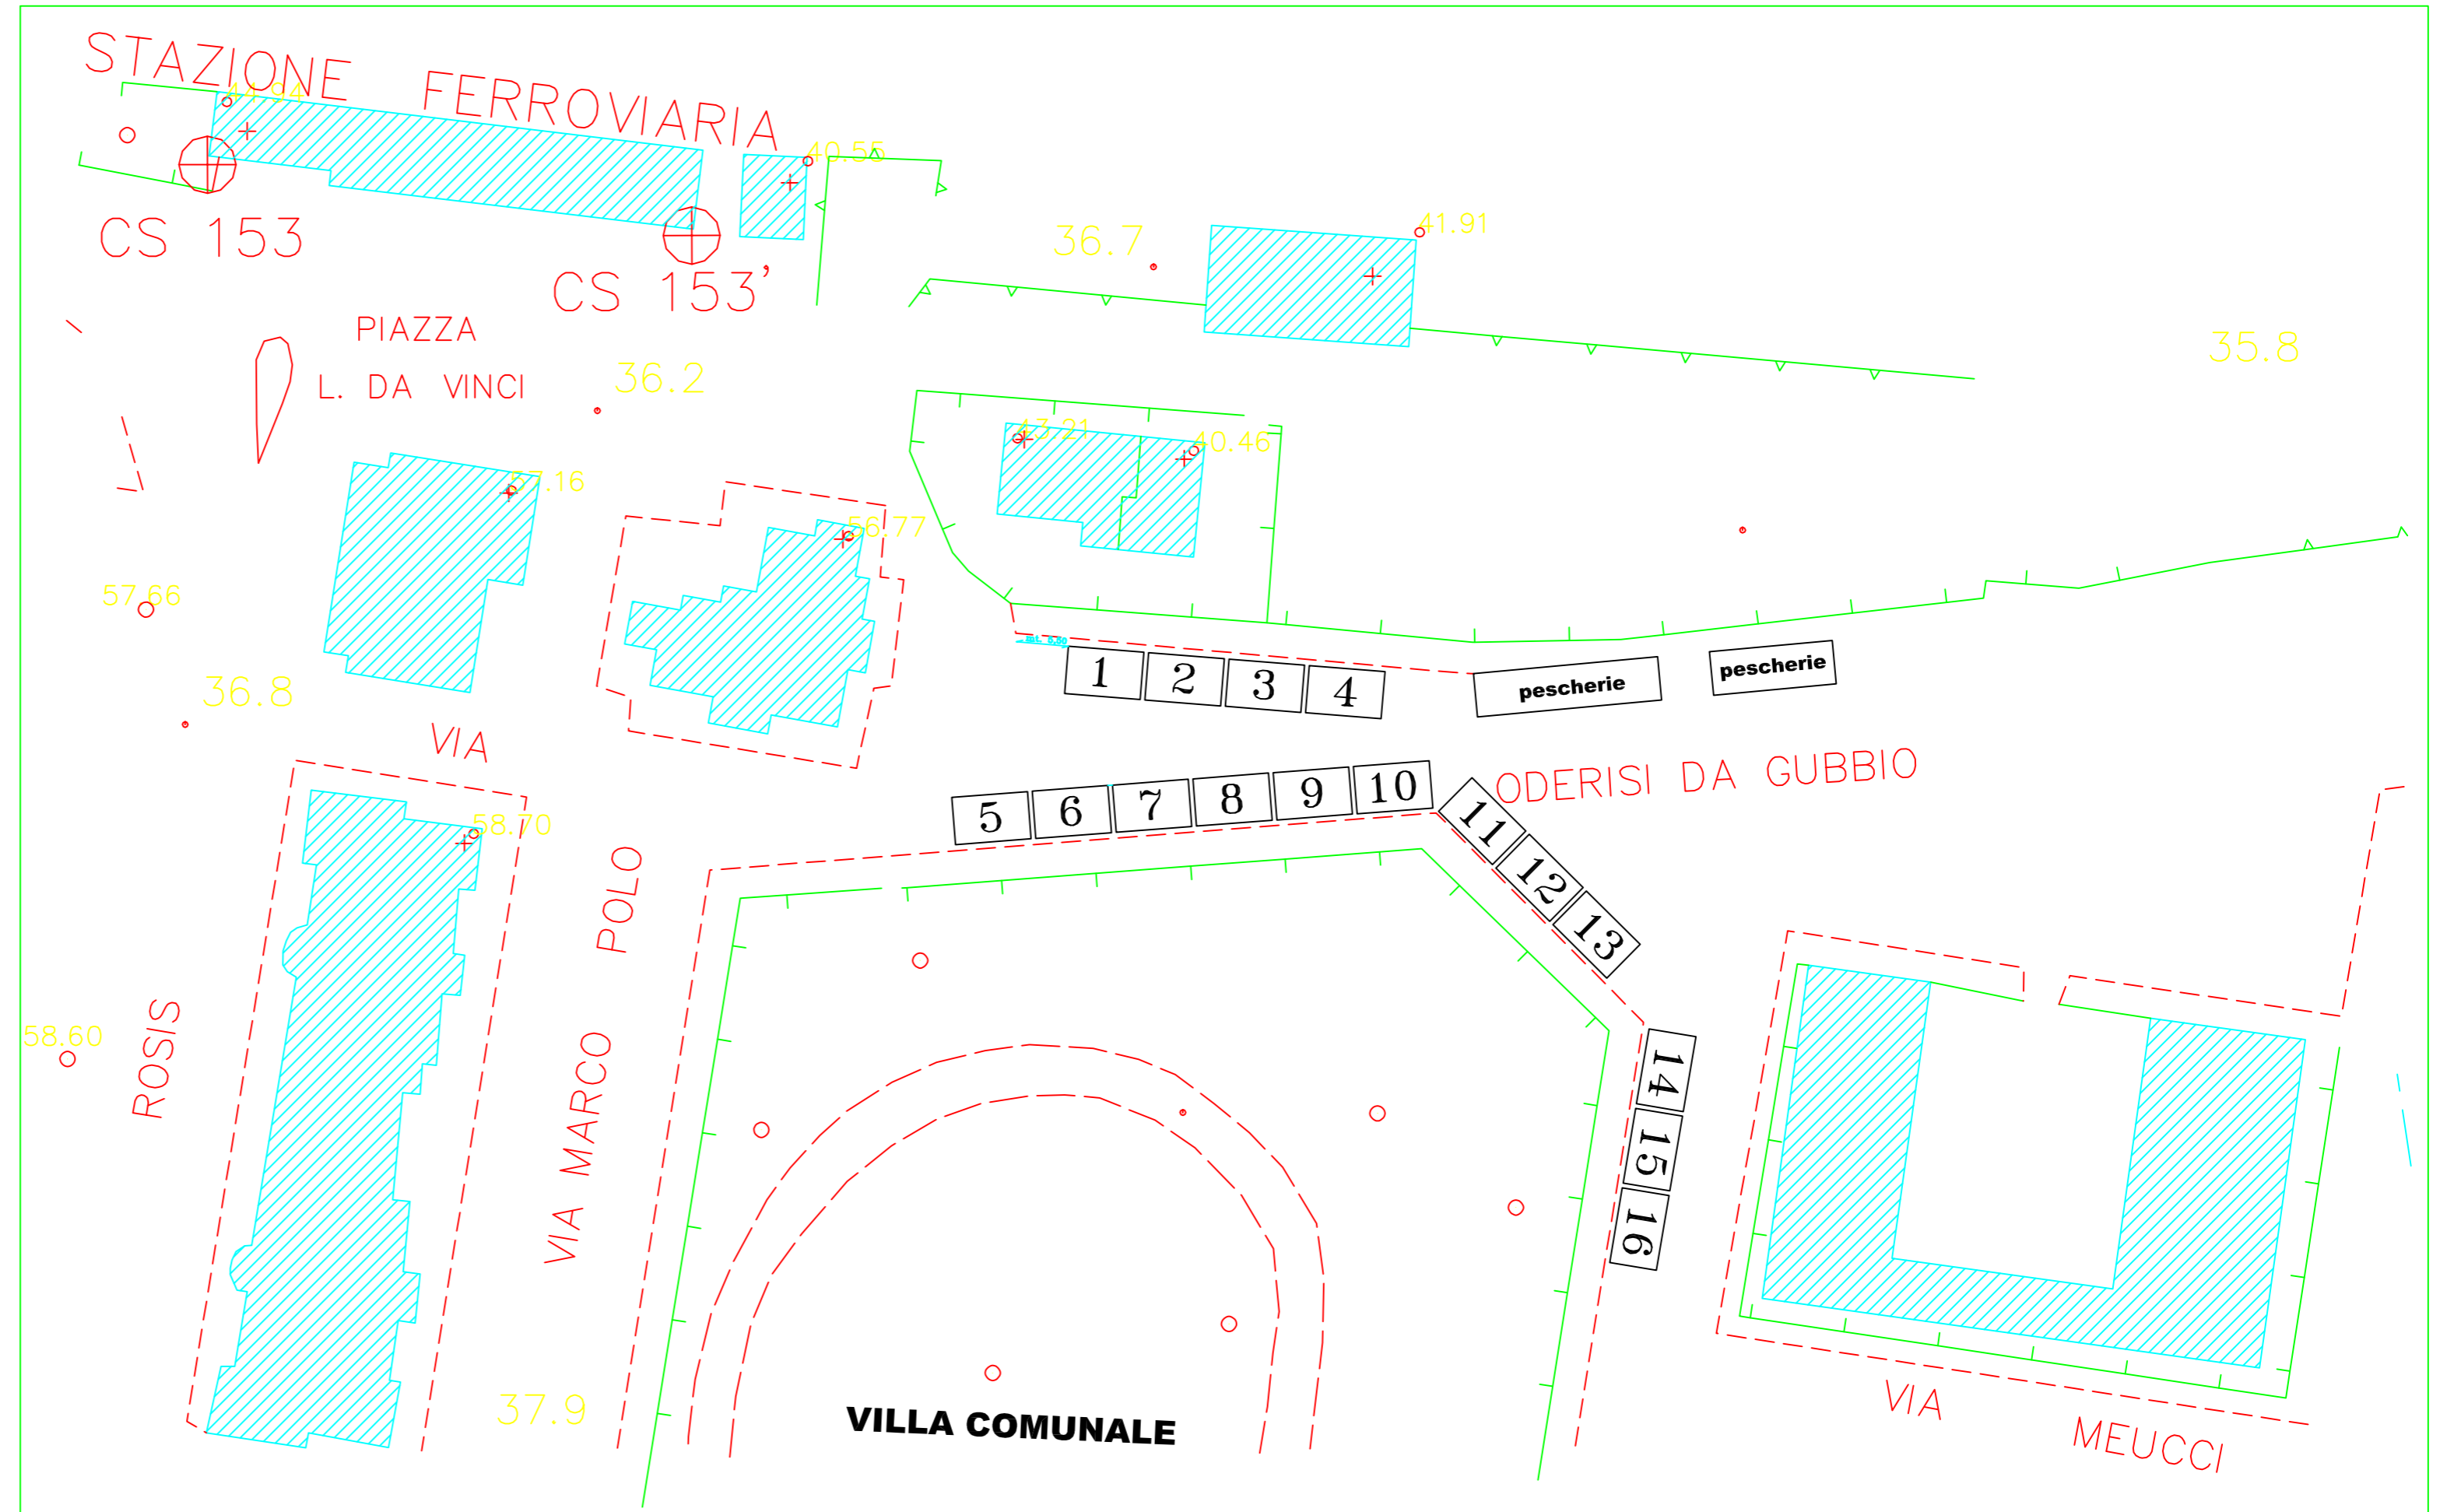 STAZIONE FERROVIARIA
44.94
40.55
CS 153
CS 153'
36.7
41.91
PIAZZA
L. DA VINCI
36.2
35.8
43.21
40.46
57.16
56.77
57.66
36.8
1
2
3
4
pescherie
pescherie
VIA
ODERISI DA GUBBIO
5
6
7
8
9
10
11
12
13
58.70
VIA MARCO POLO
ROSIS
58.60
14
15
16
37.9
VILLA COMUNALE
VIA MEUCCI